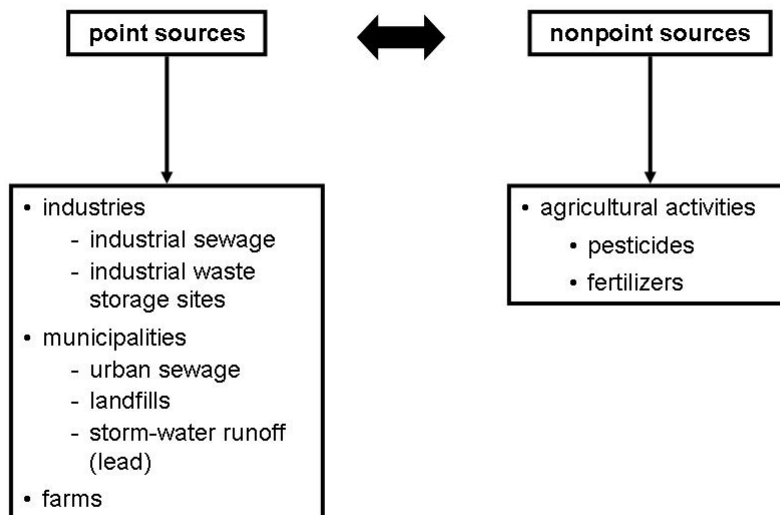 point sources
nonpoint sources
• industries
- industrial sewage
- industrial waste
storage sites
• municipalities
- urban sewage
- landfills
- storm-water runoff
(lead)
• farms
• agricultural activities
• pesticides
• fertilizers